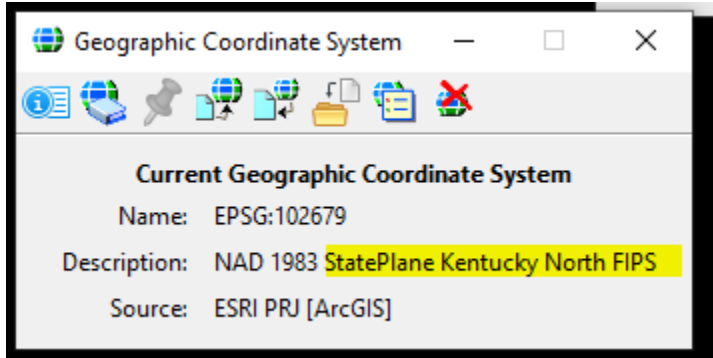 Geographic Coordinate System
Current Geographic Coordinate System
Name: EPSG:102679
Description: NAD 1983 StatePlane Kentucky North FIPS
Source: ESRI PRJ [ArcGIS]